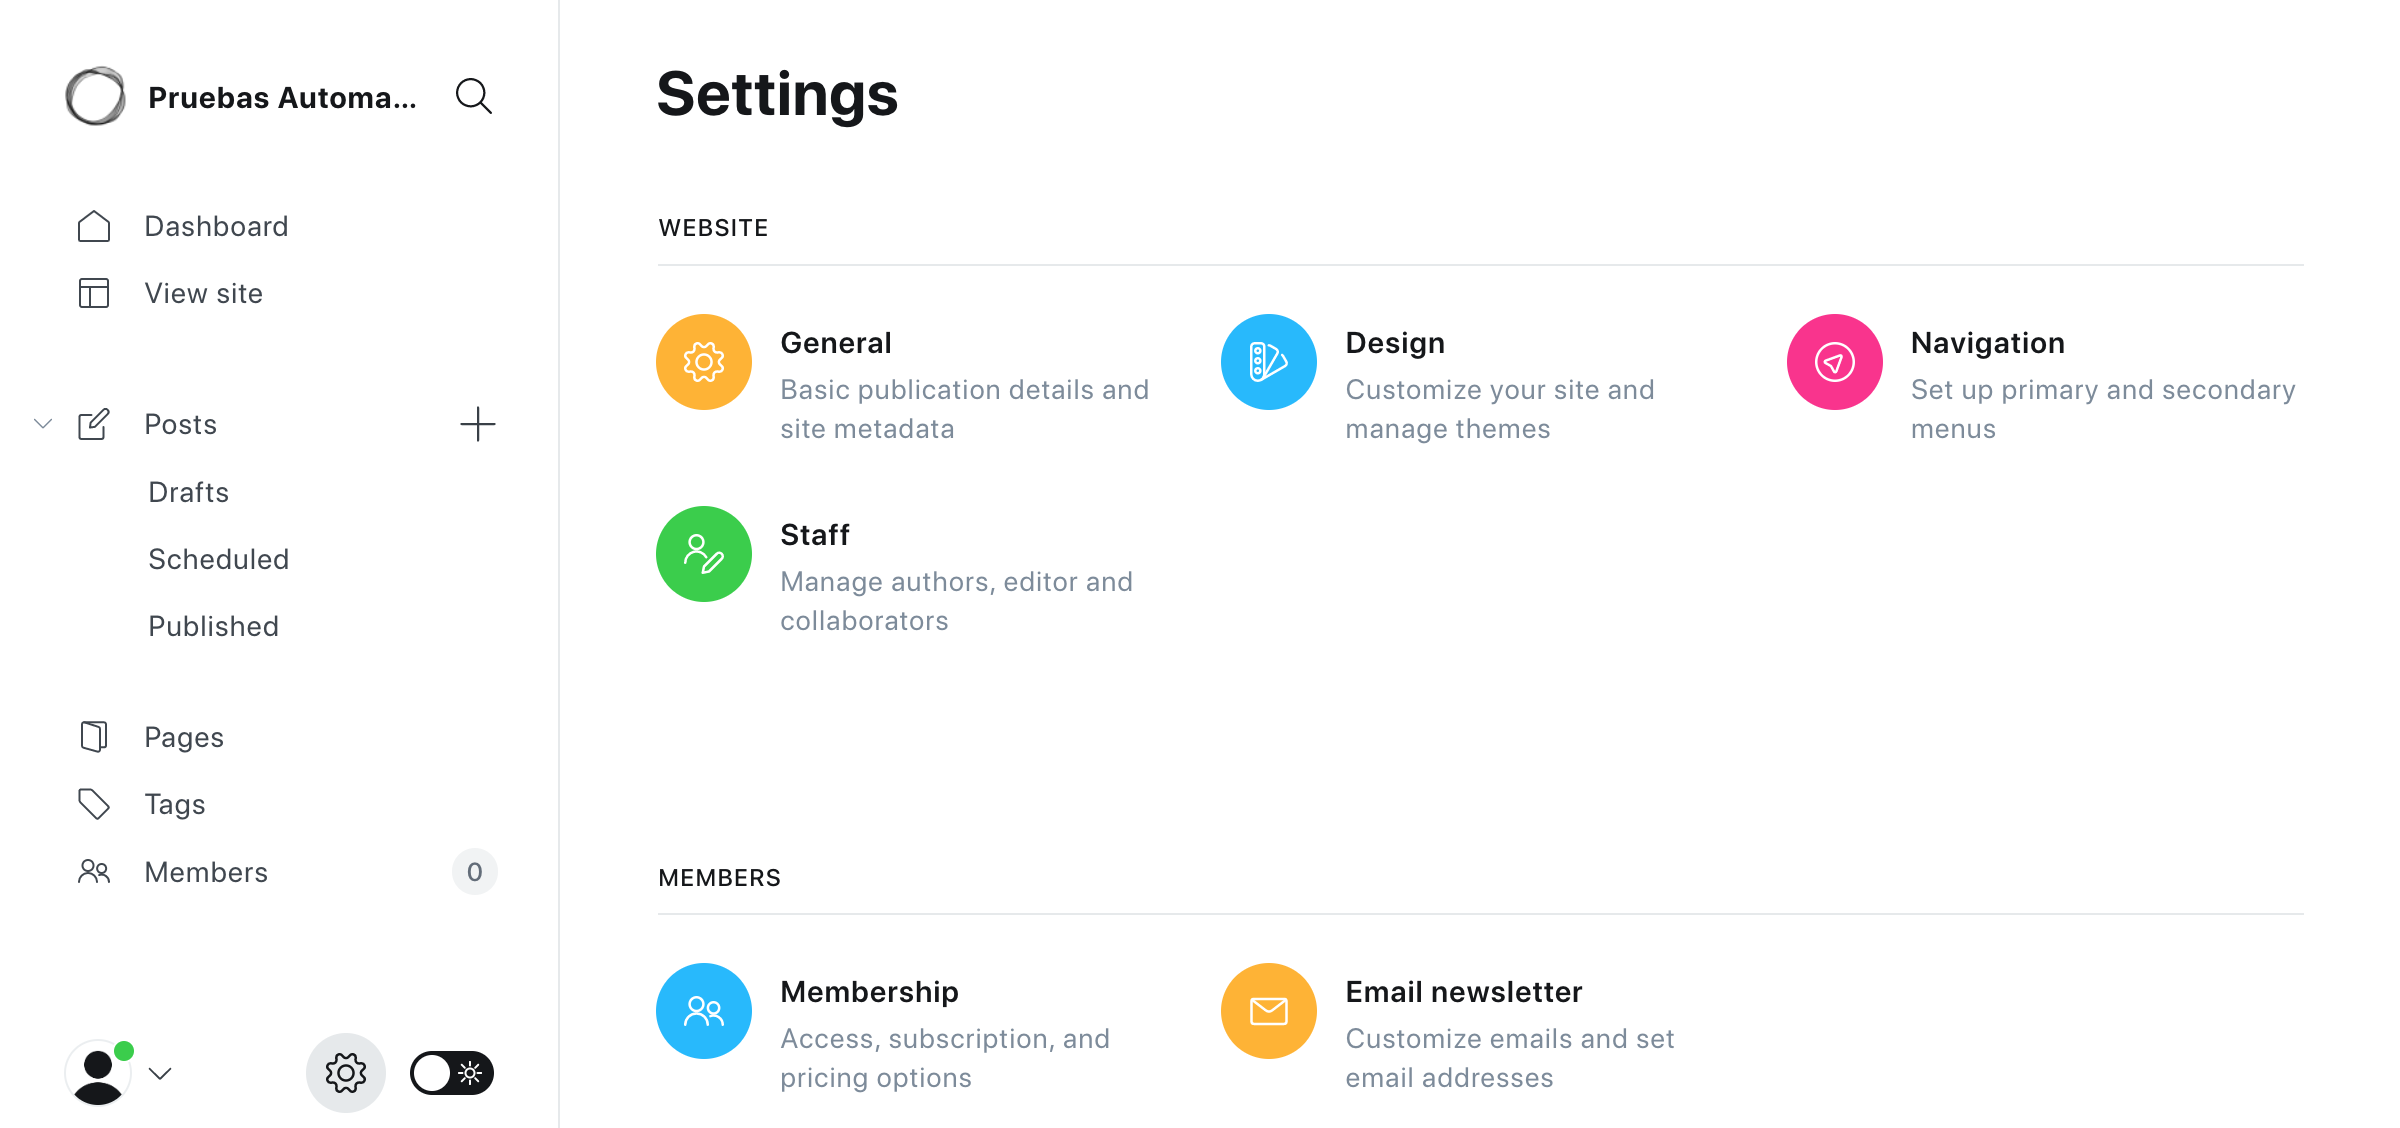 Pruebas Automa...
Dashboard
View site
Posts
Drafts
Scheduled
Published
Pages
Tags
Members
0
Settings
WEBSITE
General
Basic publication details and
site metadata
Design
Customize your site and
manage themes
Navigation
Set up primary and secondary
menus
Staff
Manage authors, editor and
collaborators
MEMBERS
Membership
Access, subscription, and
pricing options
Email newsletter
Customize emails and set
email addresses